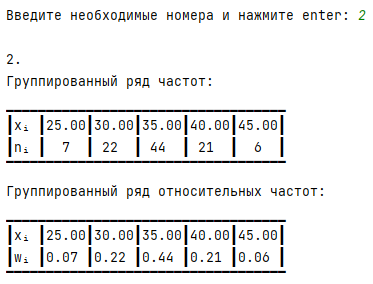 Введите необходимые номера и нажмите enter: 2
2.
Группированный ряд частот:
xᵢ 25.00 30.00 35.00 40.00 45.00
nᵢ 7 22 44 21 6
Группированный ряд относительных частот:
xᵢ 25.00 30.00 35.00 40.00 45.00
wᵢ 0.07 0.22 0.44 0.21 0.06